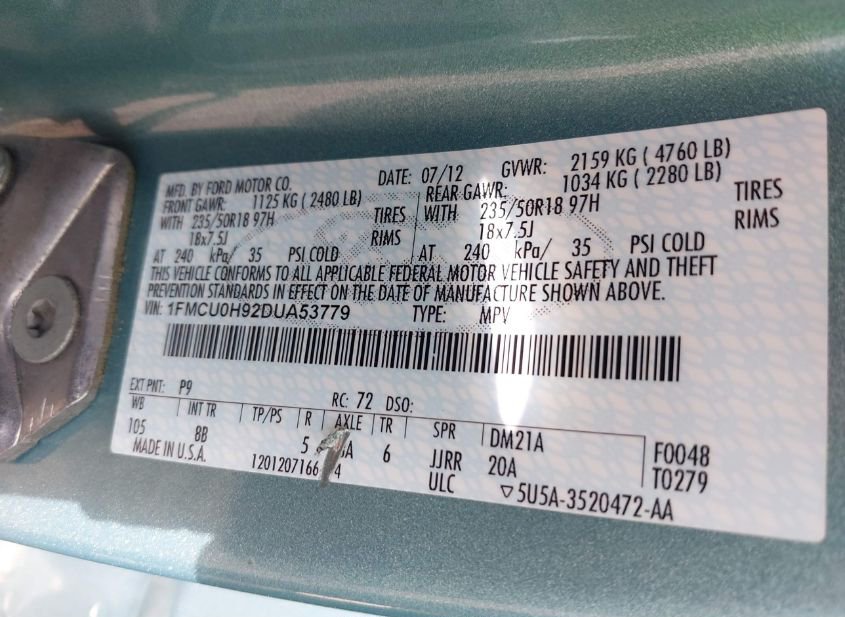 MFD. BY FORD MOTOR CO. DATE: 07/12 GVWR: 2159 KG ( 4760 LB)
FRONT GAWR: 1125 KG ( 2480 LB) REAR GAWR: 1034 KG ( 2280 LB)
WITH 235/50R18 97H TIRES WITH 235/50R18 97H TIRES
18x7.5J RIMS 18x7.5J RIMS
AT 240 kPa/ 35 PSI COLD AT 240 kPa/ 35 PSI COLD
THIS VEHICLE CONFORMS TO ALL APPLICABLE FEDERAL MOTOR VEHICLE SAFETY AND THEFT
PREVENTION STANDARDS IN EFFECT ON THE DATE OF MANUFACTURE SHOWN ABOVE.
VIN: 1FMCU0H92DUA53779 TYPE: MPV
EXT PNT: P9 RC: 72 DSO:
WB INT TR TP/PS R AXLE TR SPR DM21A F0048
105 8B 5 6 JJRR 20A T0279
MADE IN U.S.A. 1201207166 4 ULC ▽5U5A-3520472-AA